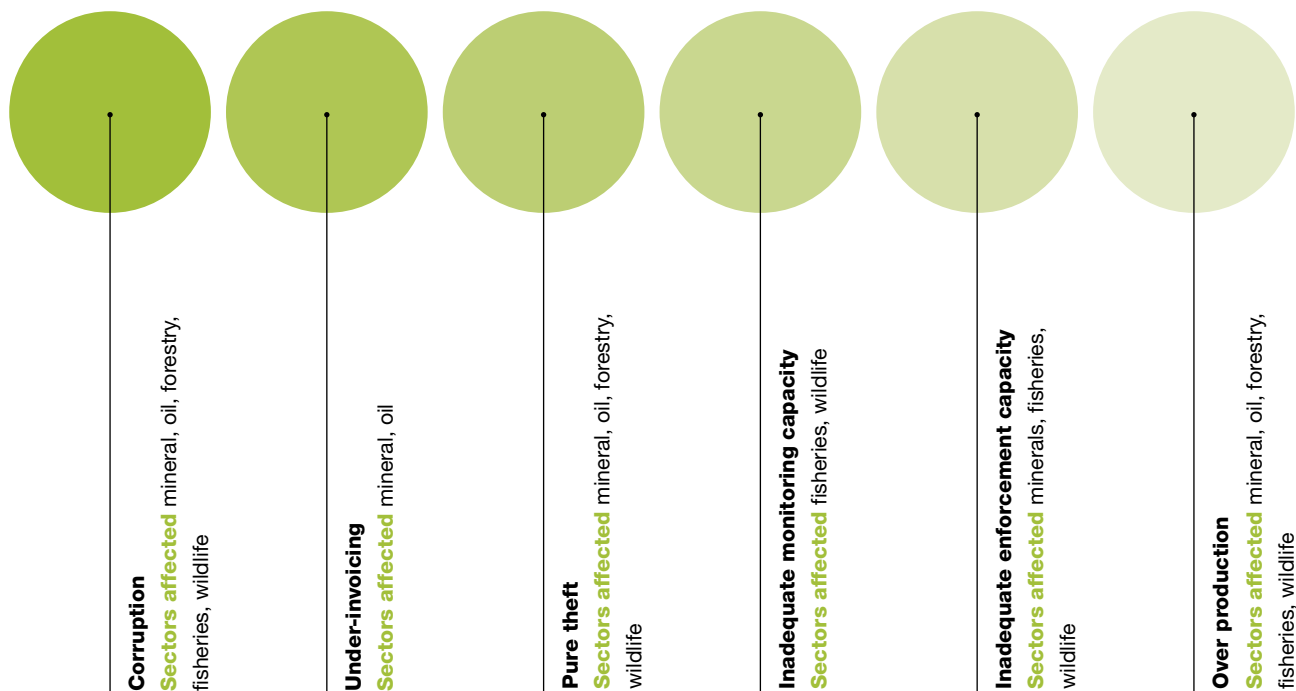 Corruption
Sectors affected mineral, oil, forestry,
fisheries, wildlife
Under-invoicing
Sectors affected mineral, oil
Pure theft
Sectors affected mineral, oil, forestry,
wildlife
Inadequate monitoring capacity
Sectors affected fisheries, wildlife
Inadequate enforcement capacity
Sectors affected minerals, fisheries,
wildlife
Over production
Sectors affected mineral, oil, forestry,
fisheries, wildlife